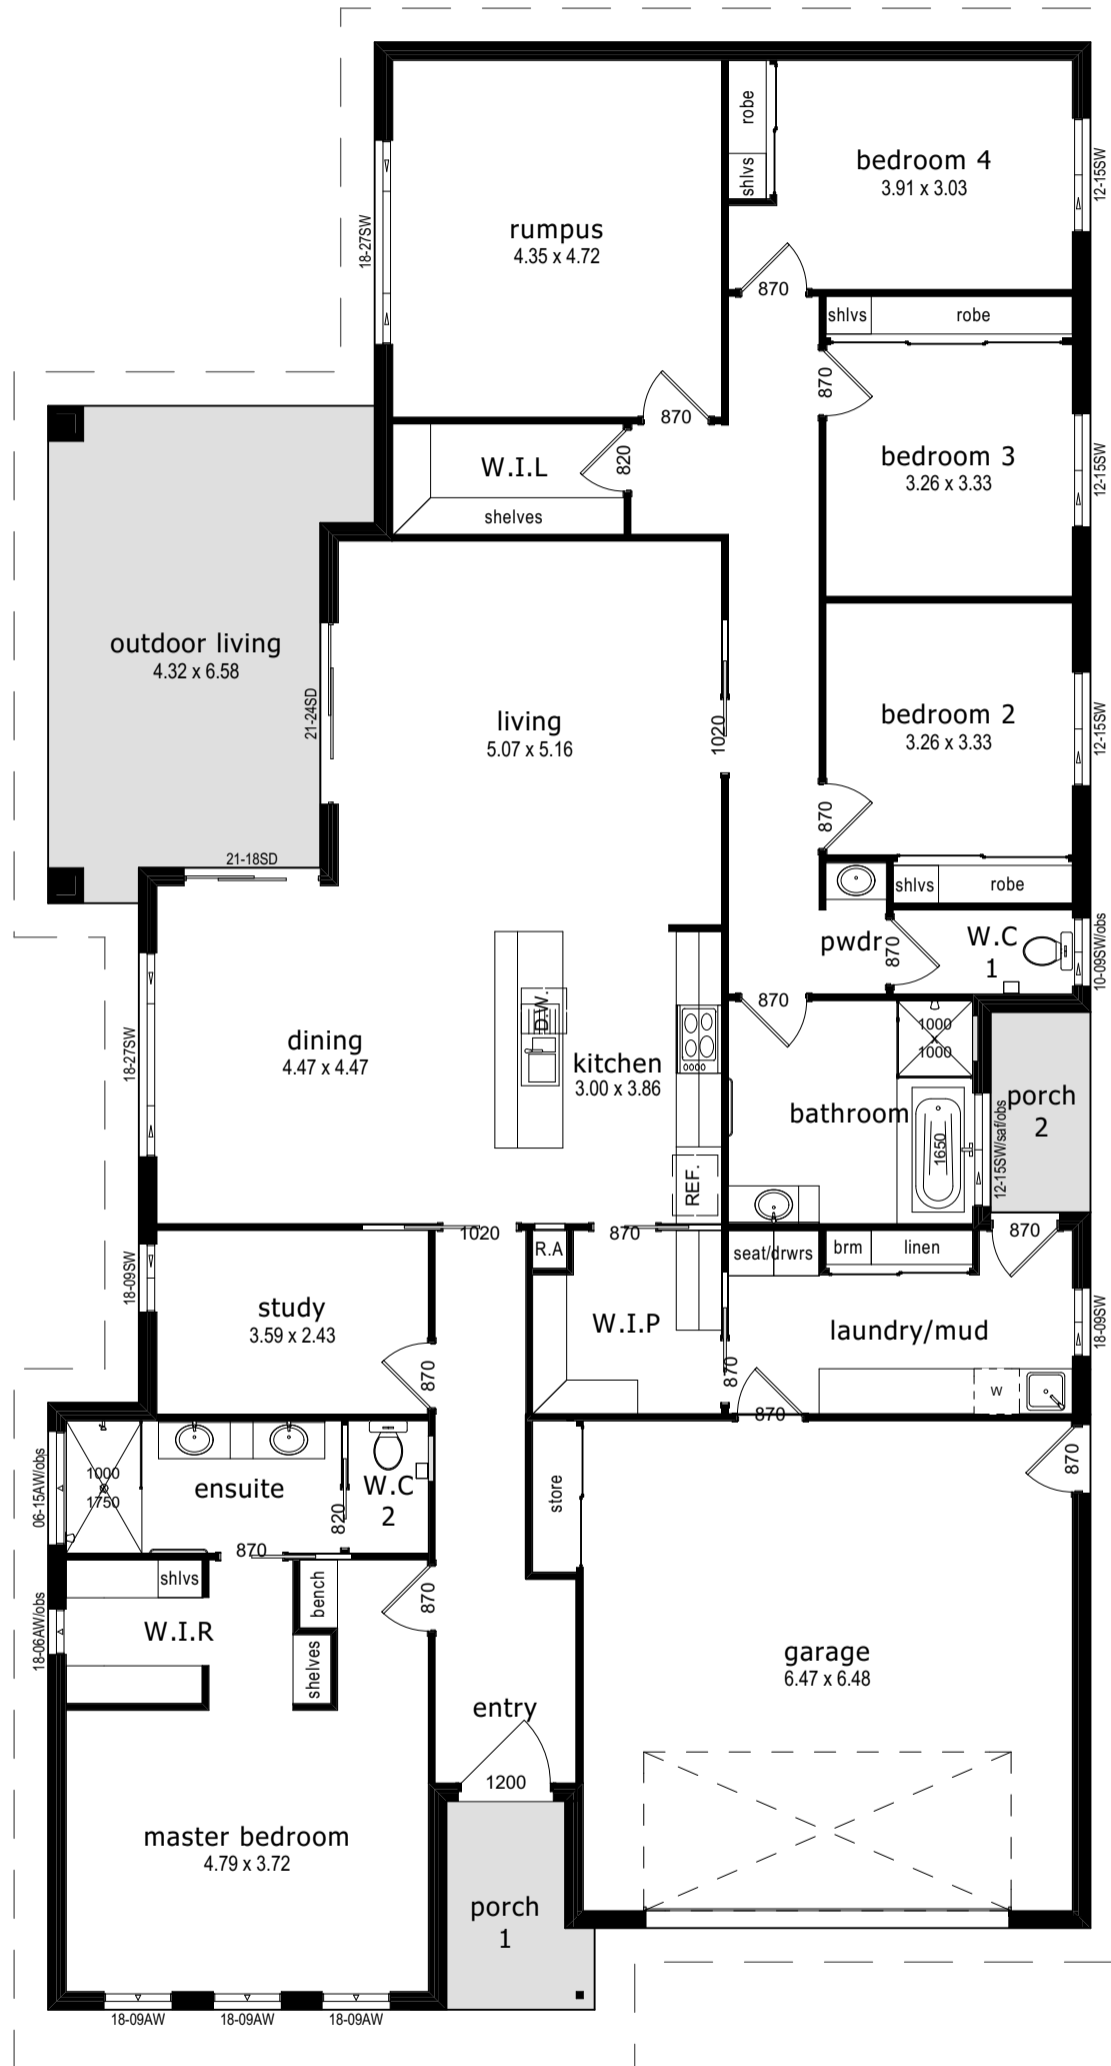 robe
shlvs
bedroom 4
3.91 x 3.03
12-15SW
18-27SW
rumpus
4.35 x 4.72
870
shlvs
robe
870
870
W.I.L
820
shelves
bedroom 3
3.26 x 3.33
12-15SW
outdoor living
4.32 x 6.58
21-24SD
living
5.07 x 5.16
1020
bedroom 2
3.26 x 3.33
12-15SW
870
21-18SD
shlvs
robe
pwdr
870
W.C
1
10-09SW/obs
18-27SW
dining
4.47 x 4.47
D.W.
kitchen
3.00 x 3.86
REF.
870
1000
x
1000
bathroom
1650
12-15SW/saf/obs
porch
2
1020
870
R.A
seat/drwrs
brm
linen
870
18-09SW
study
3.59 x 2.43
870
W.I.P
870
laundry/mud
18-09SW
W
870
06-15AW/obs
1000
x
1750
ensuite
W.C
2
820
870
store
870
18-06AW/obs
shlvs
W.I.R
bench
shelves
870
garage
6.47 x 6.48
entry
1200
master bedroom
4.79 x 3.72
porch
1
18-09AW
18-09AW
18-09AW